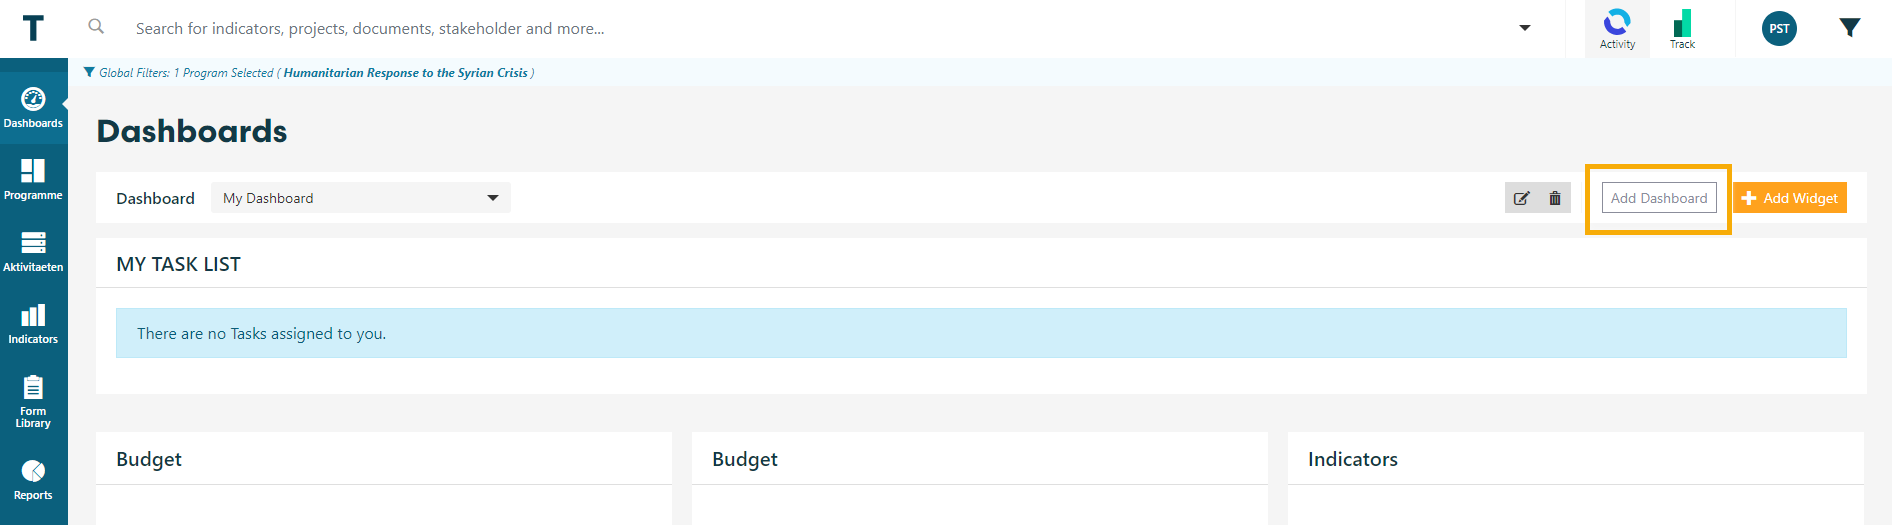 T
Search for indicators, projects, documents, stakeholder and more...
Activity
Track
PST
Global Filters: 1 Program Selected ( Humanitarian Response to the Syrian Crisis )
Dashboards
Programme
Aktivitaeten
Indicators
Form
Library
Reports
Dashboards
Dashboard
My Dashboard
Add Dashboard
Add Widget
MY TASK LIST
There are no Tasks assigned to you.
Budget
Budget
Indicators